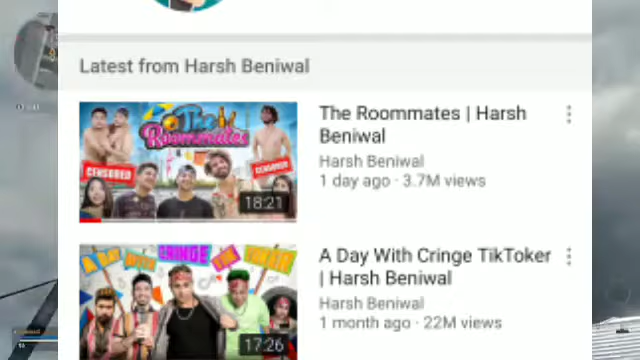 Latest from Harsh Beniwal
The Roommates
CENSORED
CENSORED
18:21
The Roommates | Harsh
Beniwal
Harsh Beniwal
1 day ago · 3.7M views
A DAY WITH CRINGE TIK TOKER
17:26
A Day With Cringe TikToker
| Harsh Beniwal
Harsh Beniwal
1 month ago · 22M views